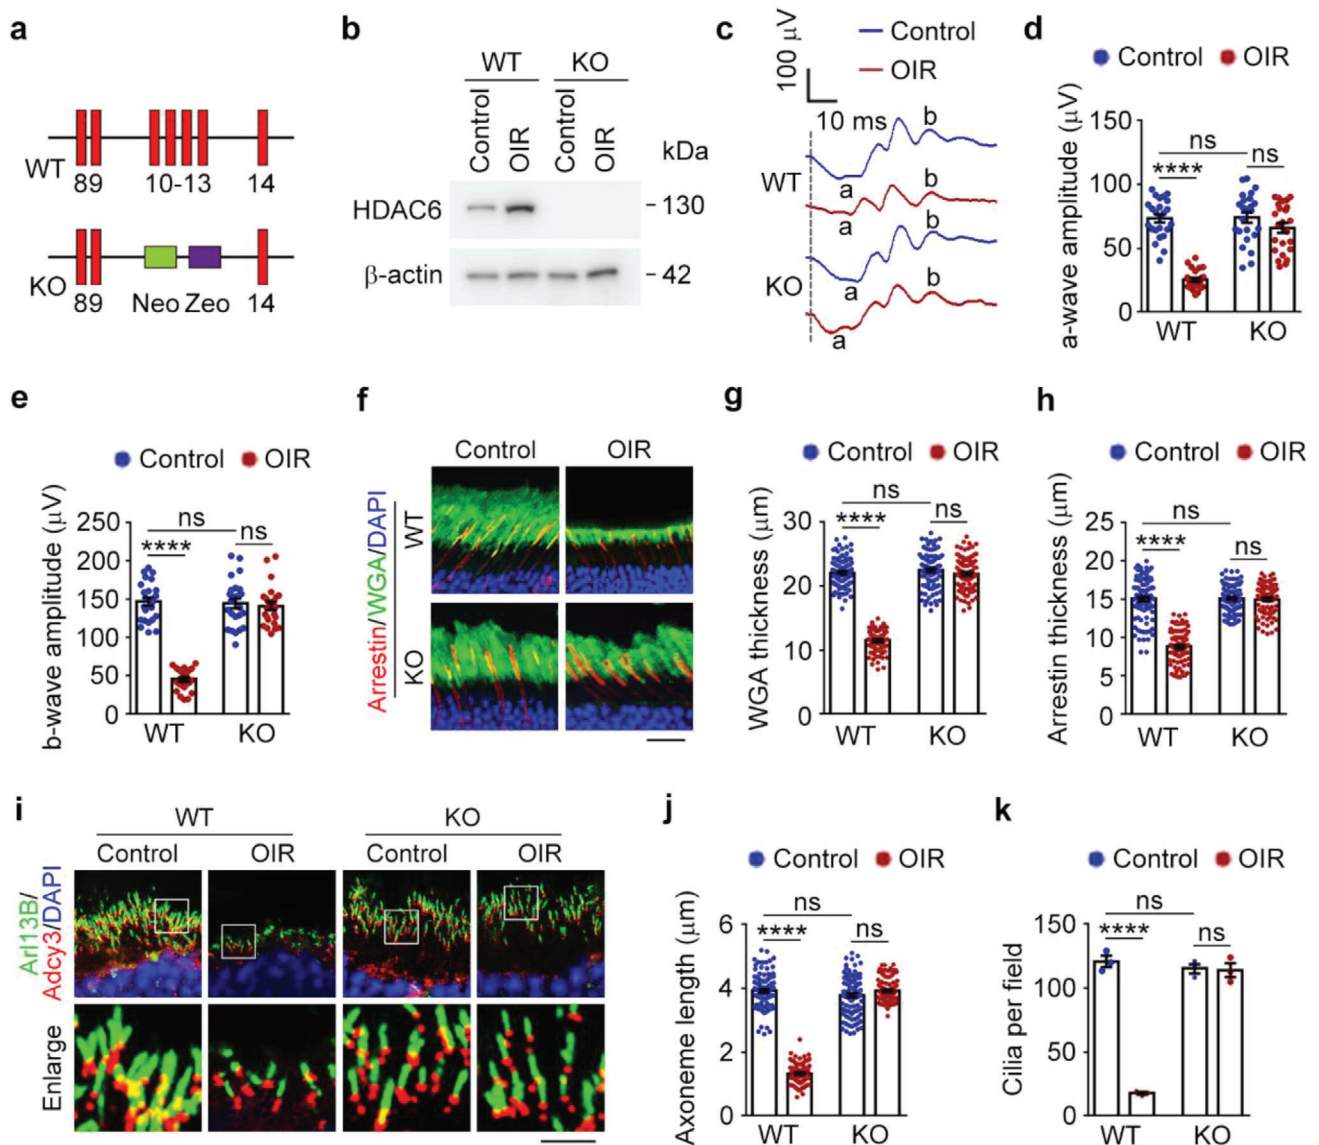 a
WT
89
10-13
14
KO
89
Neo Zeo
14
b
WT KO
Control OIR Control OIR
kDa
HDAC6
130
β-actin
42
c
Control
OIR
100 μV
10 ms
b
WT
a
b
a
b
KO
a
b
a
d
Control OIR
a-wave amplitude (μV)
150
100
50
0
ns
**** ns
WT KO
e
Control OIR
b-wave amplitude (μV)
250
200
150
100
50
0
ns
**** ns
WT KO
f
Control OIR
Arrestin/WGA/DAPI
WT
KO
g
Control OIR
WGA thickness (μm)
30
20
10
0
ns
**** ns
WT KO
h
Control OIR
Arrestin thickness (μm)
25
20
15
10
5
0
ns
**** ns
WT KO
i
WT KO
Control OIR Control OIR
Arl13B/
Adcy3/DAPI
Enlarge
j
Control OIR
Axoneme length (μm)
6
4
2
0
ns
**** ns
WT KO
k
Control OIR
Cilia per field
150
100
50
0
ns
**** ns
WT KO